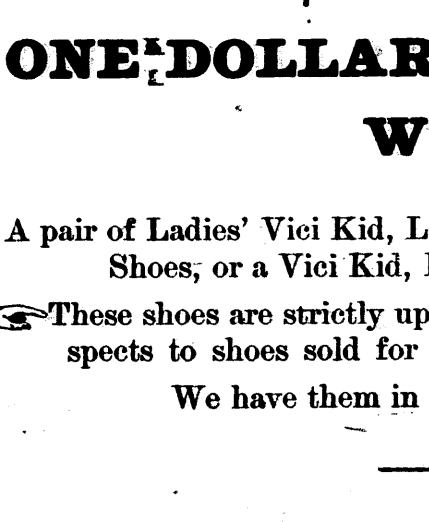 ONE DOLLAR
W
A pair of Ladies' Vici Kid, L
Shoes, or a Vici Kid,
These shoes are strictly up
spects to shoes sold for
We have them in